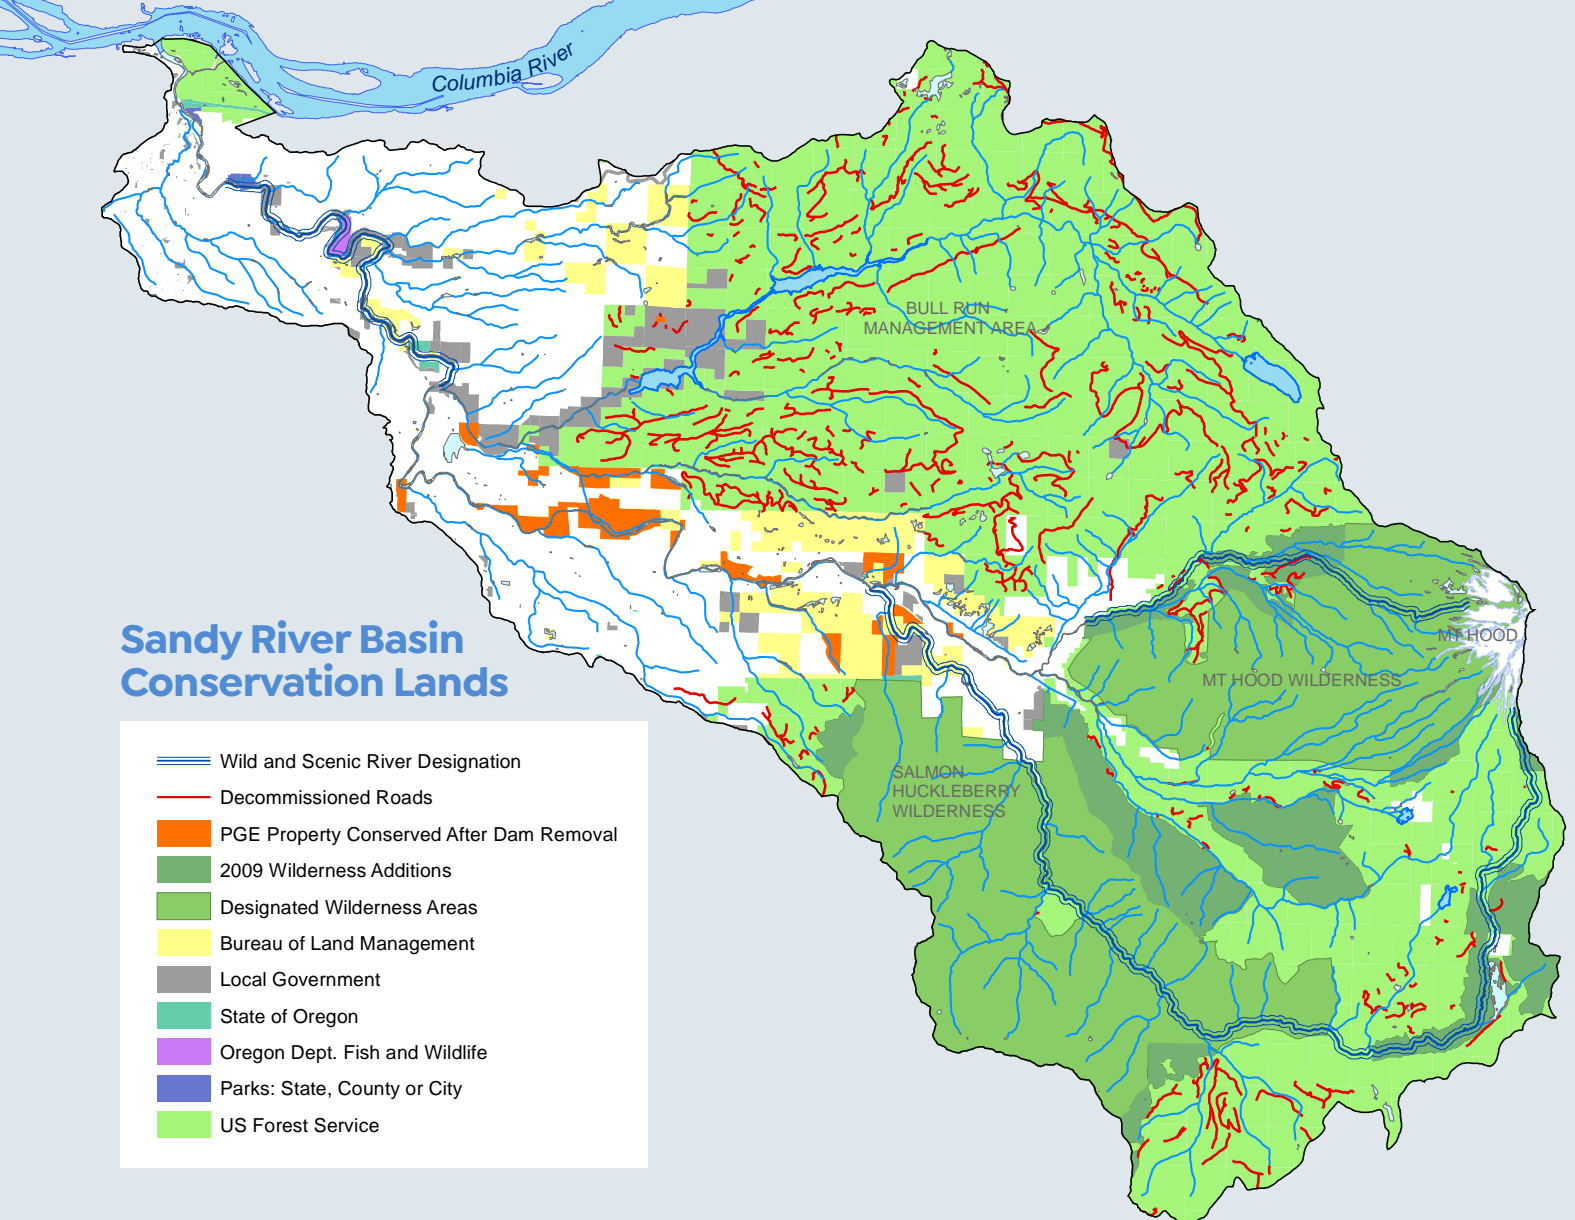 Columbia River
BULL RUN
MANAGEMENT AREA
Sandy River Basin
Conservation Lands
MT HOOD
MT HOOD WILDERNESS
SALMON
HUCKLEBERRY
WILDERNESS
Wild and Scenic River Designation
Decommissioned Roads
PGE Property Conserved After Dam Removal
2009 Wilderness Additions
Designated Wilderness Areas
Bureau of Land Management
Local Government
State of Oregon
Oregon Dept. Fish and Wildlife
Parks: State, County or City
US Forest Service